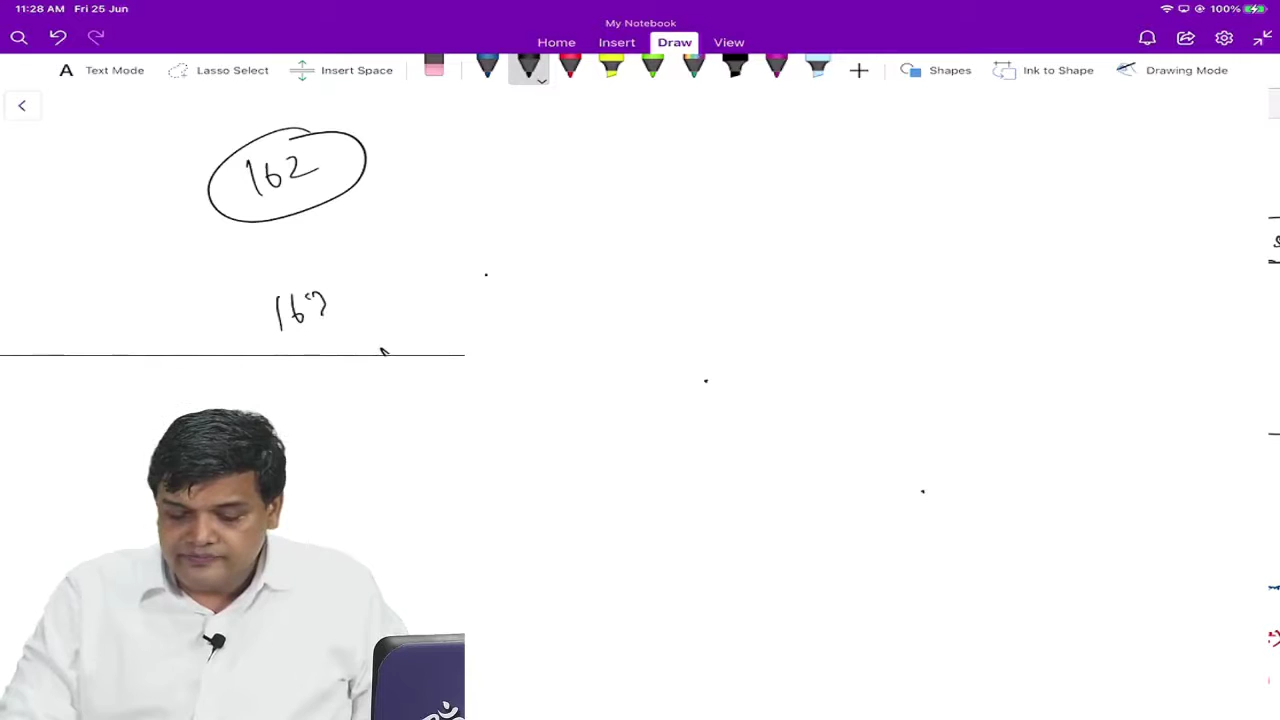 11:28 AM Fri 25 Jun
100%
My Notebook
Home Insert Draw View
A Text Mode Lasso Select Insert Space + Shapes Ink to Shape Drawing Mode
162
ॐ